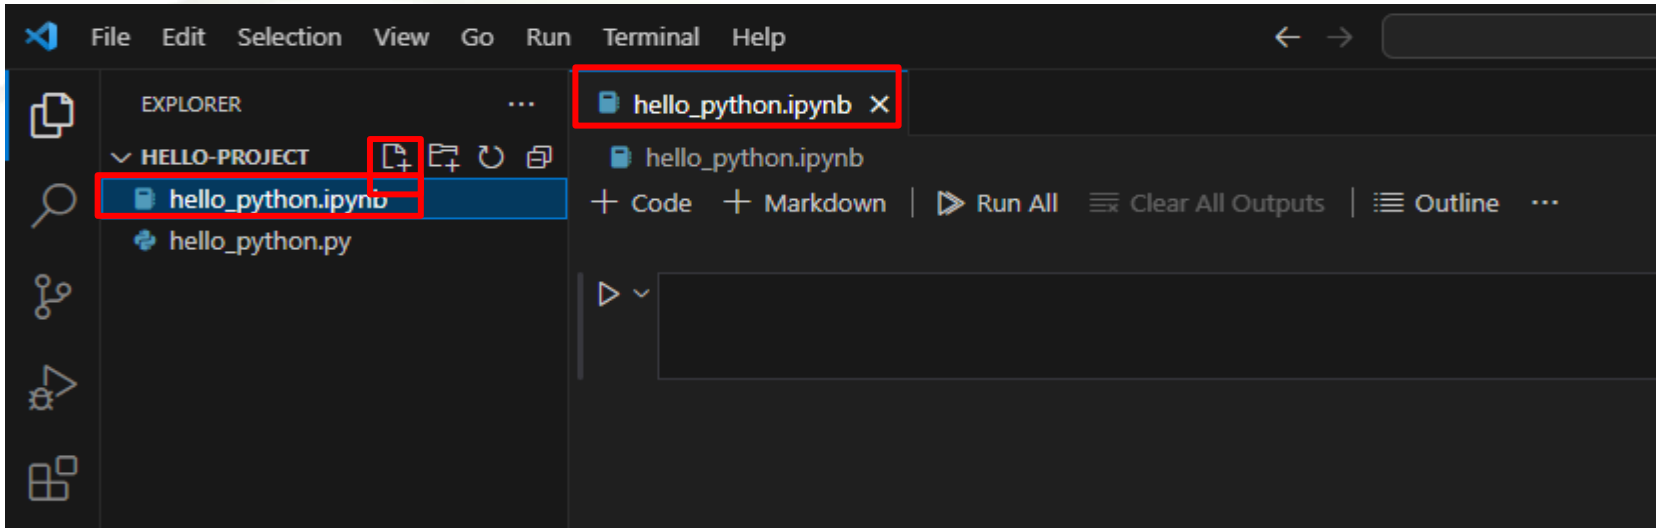 File Edit Selection View Go Run Terminal Help
EXPLORER
HELLO-PROJECT
hello_python.ipynb
hello_python.py
hello_python.ipynb
hello_python.ipynb
Code Markdown Run All Clear All Outputs Outline